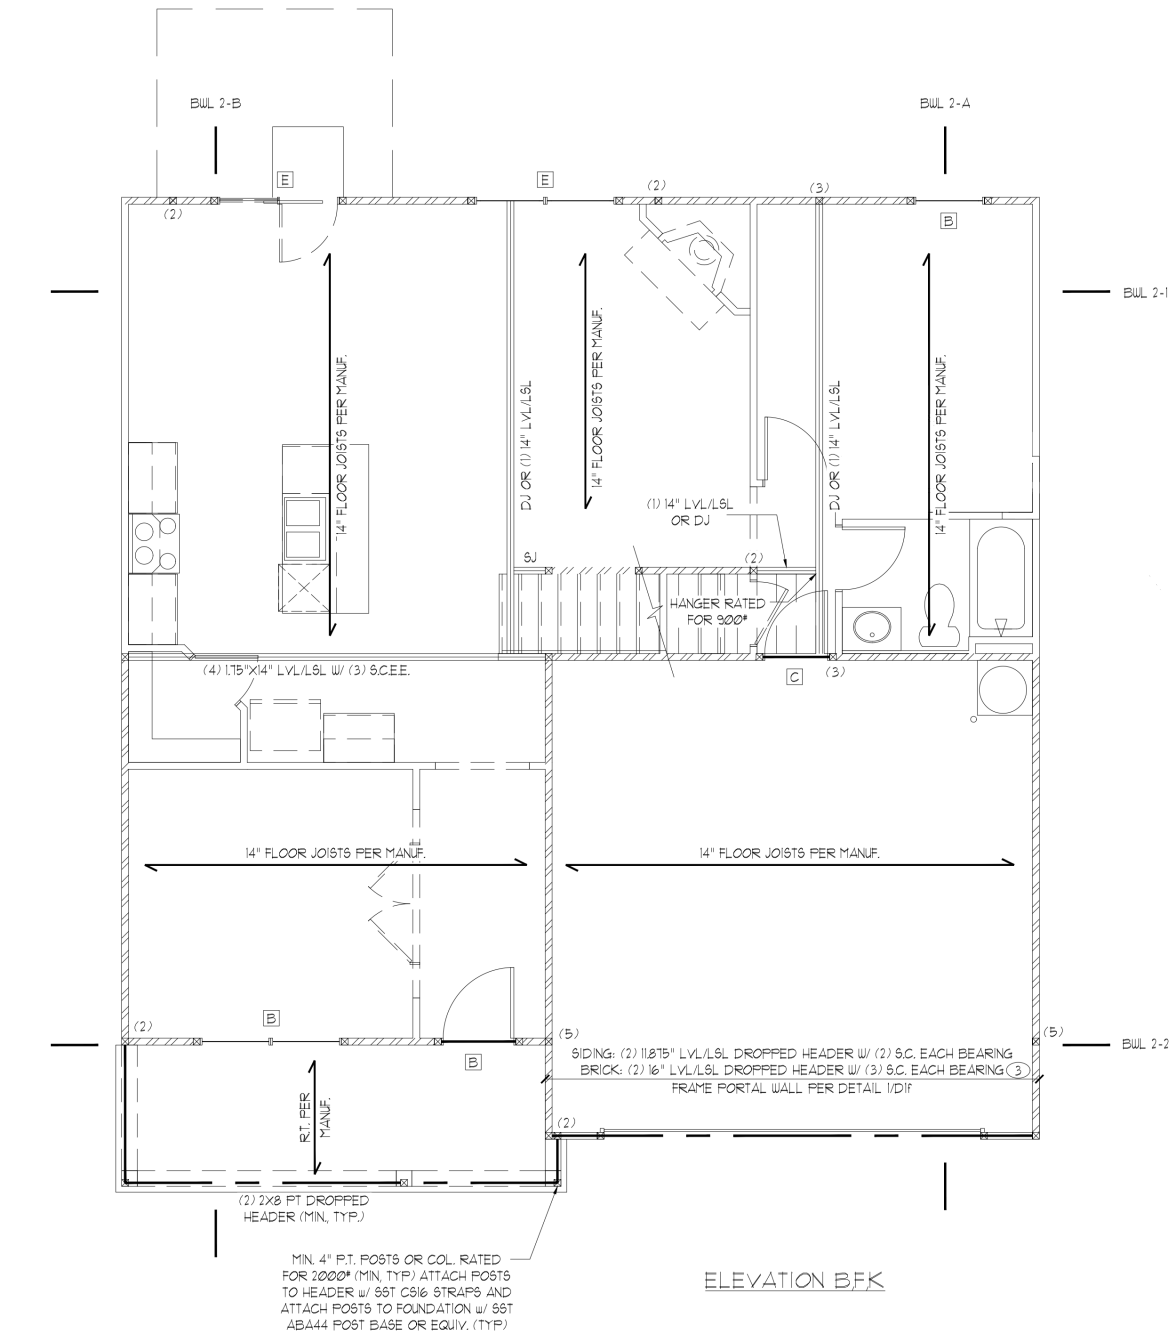 BWL 2-B
BWL 2-A
E
E
(2)
(3)
(2)
B
BWL 2-1
14" FLOOR JOISTS PER MANUF.
14" FLOOR JOISTS PER MANUF.
DJ OR (1) 14" LVL/LSL
DJ OR (1) 14" LVL/LSL
14" FLOOR JOISTS PER MANUF.
(1) 14" LVL/LSL
OR DJ
SJ
(2)
HANGER RATED
FOR 900#
(4) 1.75"X14" LVL/LSL W/ (3) S.C.E.E.
C
(3)
14" FLOOR JOISTS PER MANUF.
14" FLOOR JOISTS PER MANUF.
(2)
B
B
(5)
(5)
BWL 2-2
SIDING: (2) 11.875" LVL/LSL DROPPED HEADER W/ (2) S.C. EACH BEARING
BRICK: (2) 16" LVL/LSL DROPPED HEADER W/ (3) S.C. EACH BEARING
3
FRAME PORTAL WALL PER DETAIL 1/D1f
R.T. PER
MANUF.
(2)
(2) 2X8 PT DROPPED
HEADER (MIN., TYP.)
MIN. 4" P.T. POSTS OR COL. RATED
FOR 2000# (MIN, TYP) ATTACH POSTS
TO HEADER w/ SST CS16 STRAPS AND
ATTACH POSTS TO FOUNDATION w/ SST
ABA44 POST BASE OR EQUIV. (TYP)
ELEVATION B,F,K